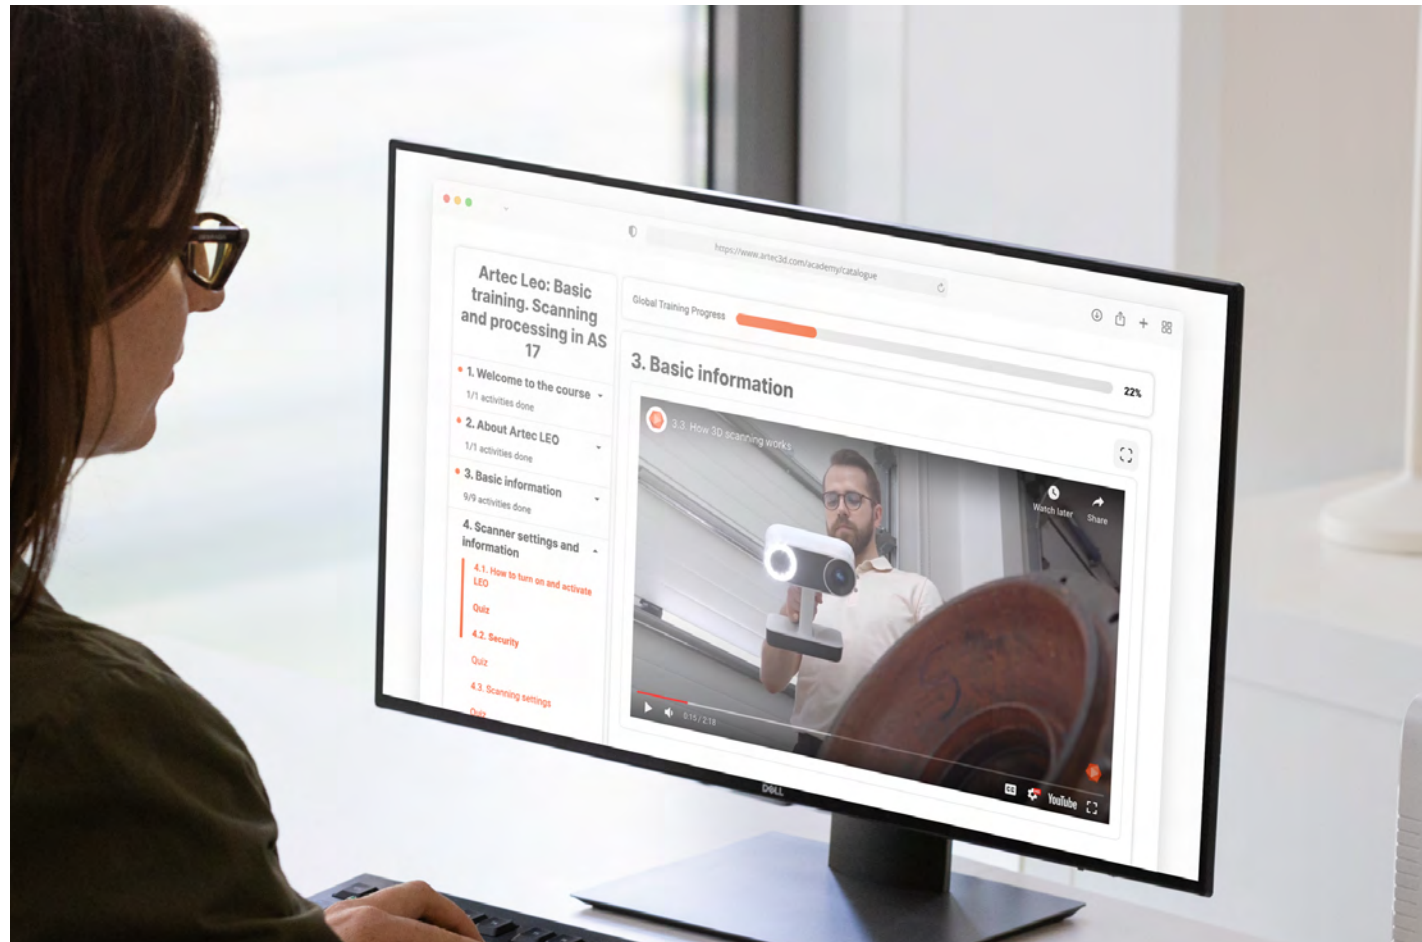 https://www.artec3d.com/academy/catalogue
Artec Leo: Basic
training. Scanning
and processing in AS
17
1. Welcome to the course
1/1 activities done
2. About Artec LEO
1/1 activities done
3. Basic information
9/9 activities done
4. Scanner settings and
information
4.1. How to turn on and activate
LEO
Quiz
4.2. Security
Quiz
4.3. Scanning settings
Quiz
Global Training Progress
22%
3. Basic information
3.3. How 3D scanning works
Watch later
Share
0:15 / 2:18
CC
YouTube
DELL